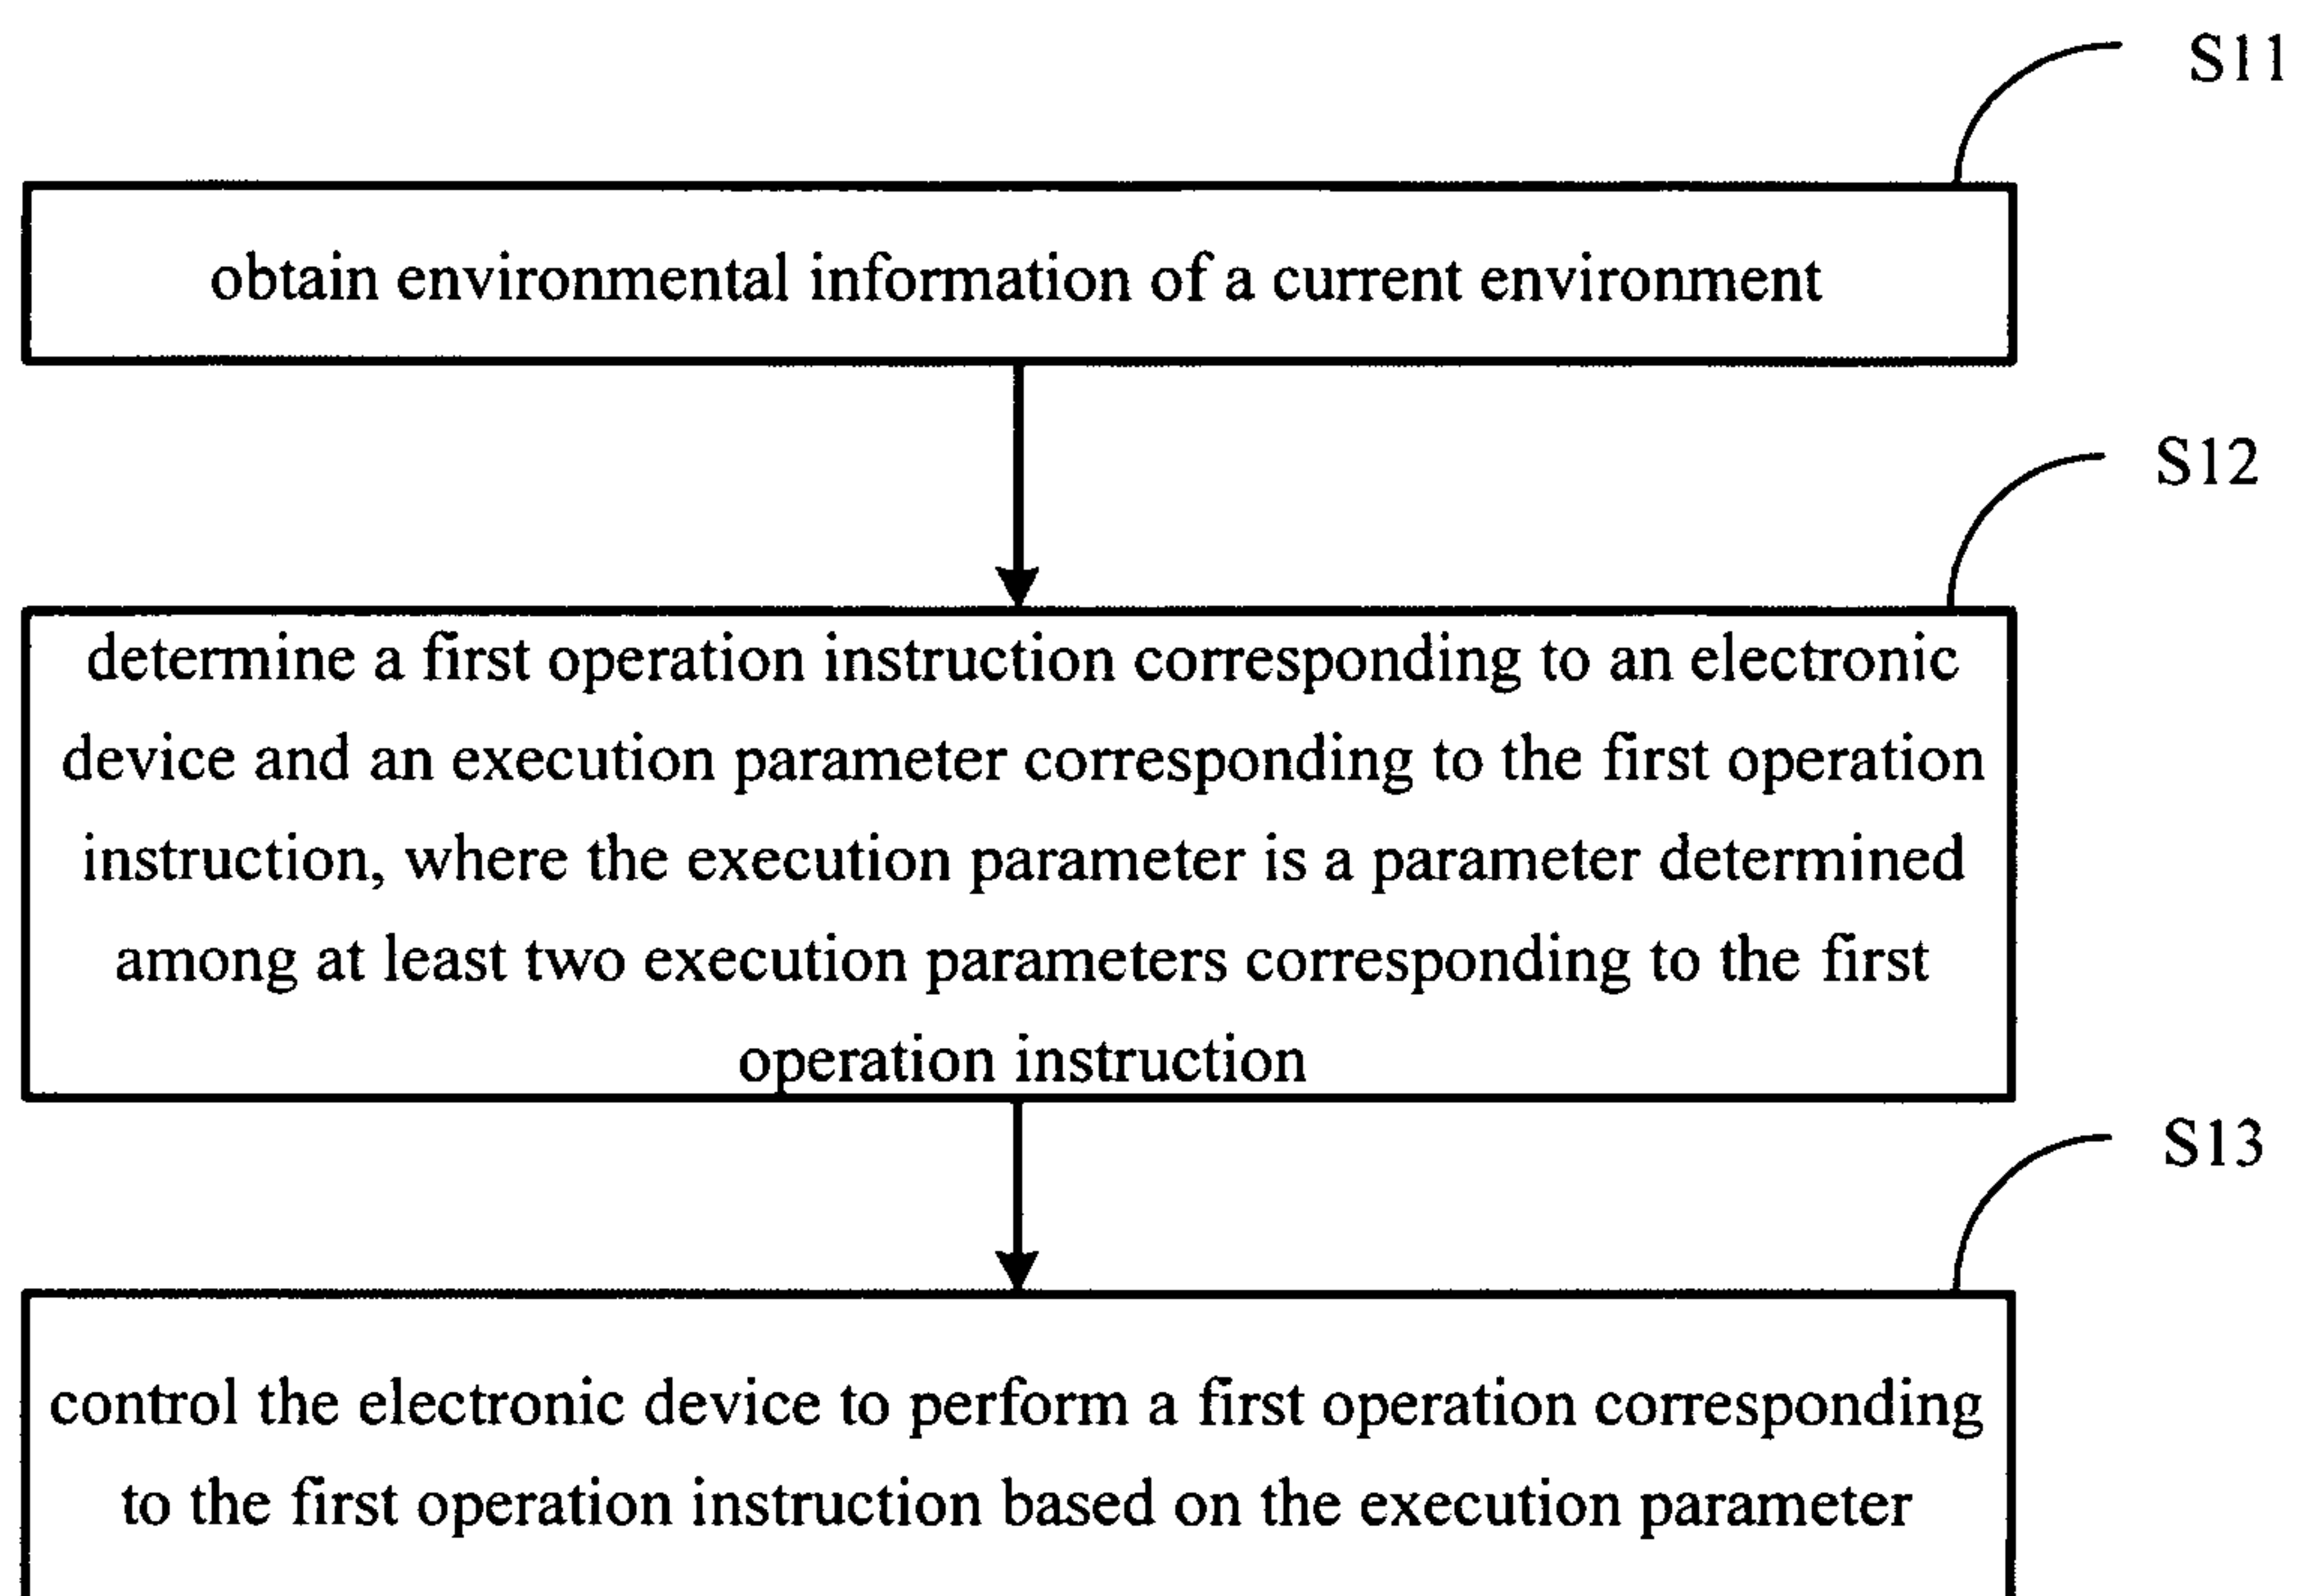 S11
obtain environmental information of a current environment
S12
determine a first operation instruction corresponding to an electronic
device and an execution parameter corresponding to the first operation
instruction, where the execution parameter is a parameter determined
among at least two execution parameters corresponding to the first
operation instruction
S13
control the electronic device to perform a first operation corresponding
to the first operation instruction based on the execution parameter